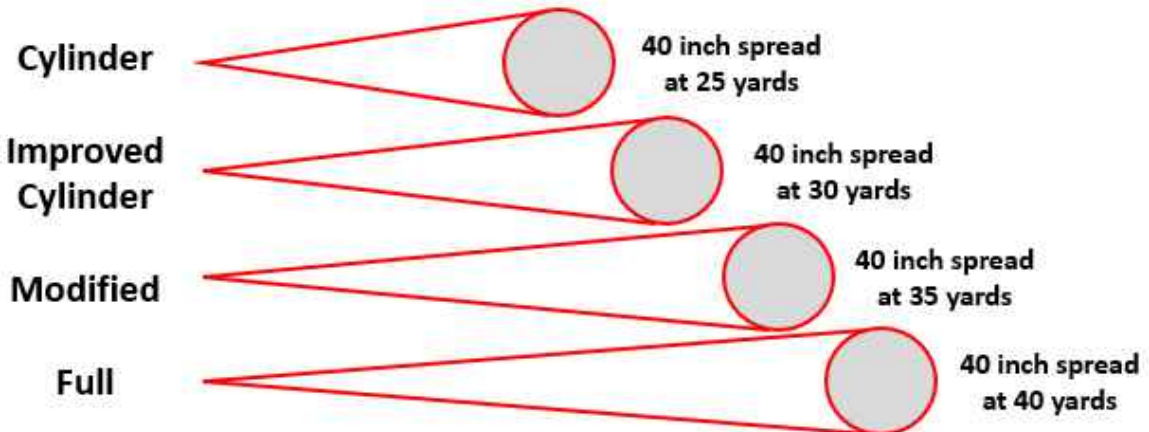 Cylinder
40 inch spread
at 25 yards
Improved
Cylinder
40 inch spread
at 30 yards
Modified
40 inch spread
at 35 yards
Full
40 inch spread
at 40 yards